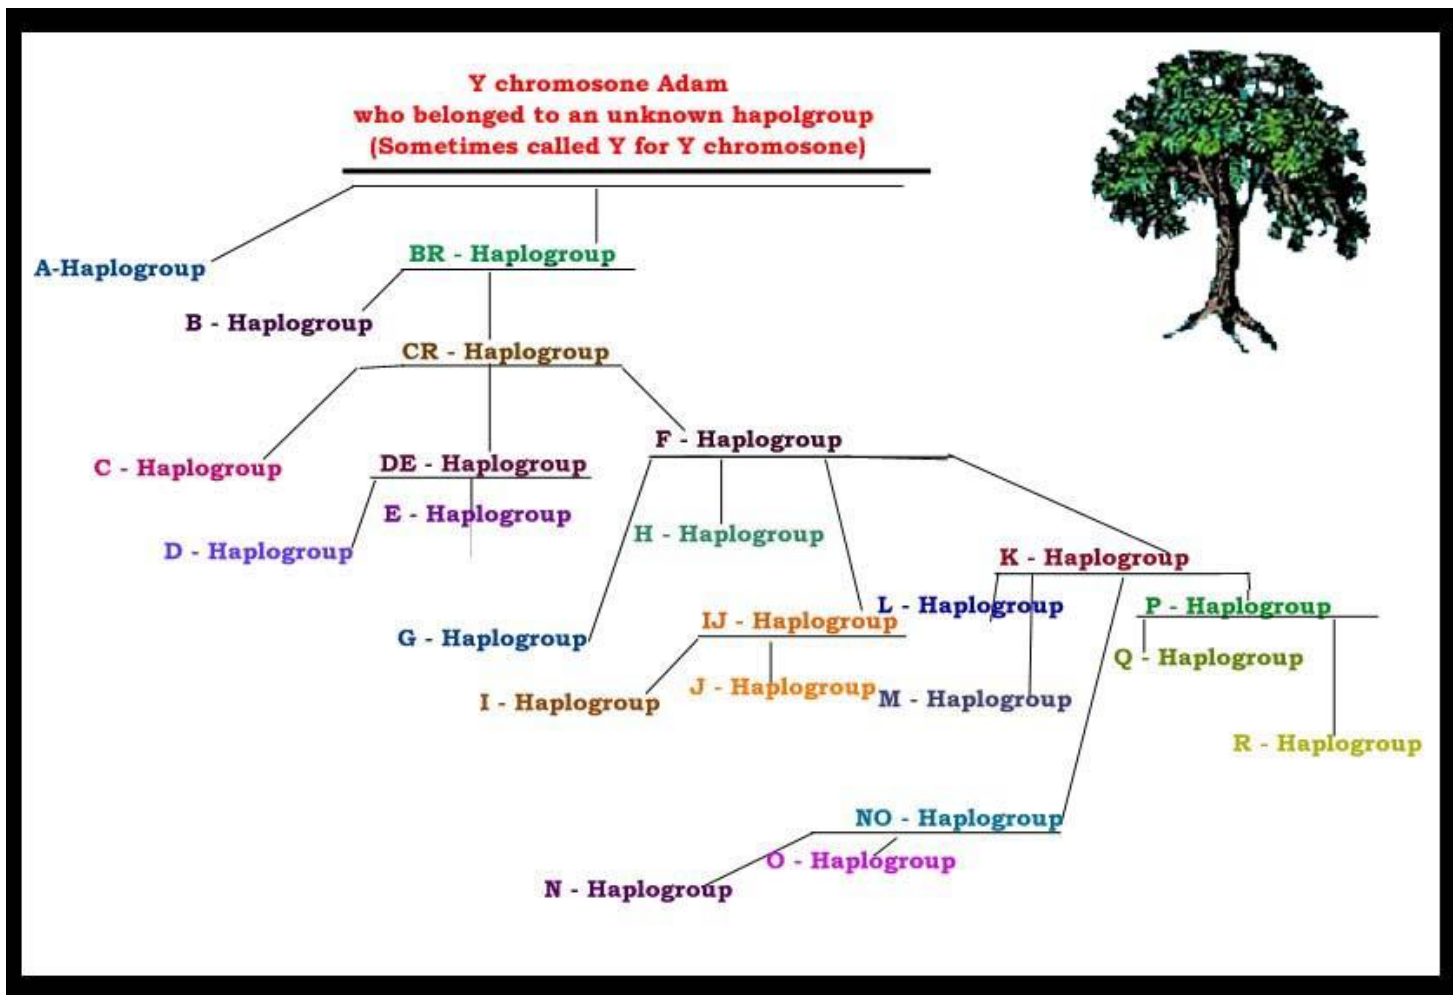 Y chromosone Adam
who belonged to an unknown hapolgroup
(Sometimes called Y for Y chromosone)
A-Haplogroup
BR - Haplogroup
B - Haplogroup
CR - Haplogroup
C - Haplogroup
DE - Haplogroup
F - Haplogroup
E - Haplogroup
D - Haplogroup
H - Haplogroup
K - Haplogroup
G - Haplogroup
IJ - Haplogroup
L - Haplogroup
P - Haplogroup
Q - Haplogroup
I - Haplogroup
J - Haplogroup
M - Haplogroup
R - Haplogroup
NO - Haplogroup
O - Haplogroup
N - Haplogroup